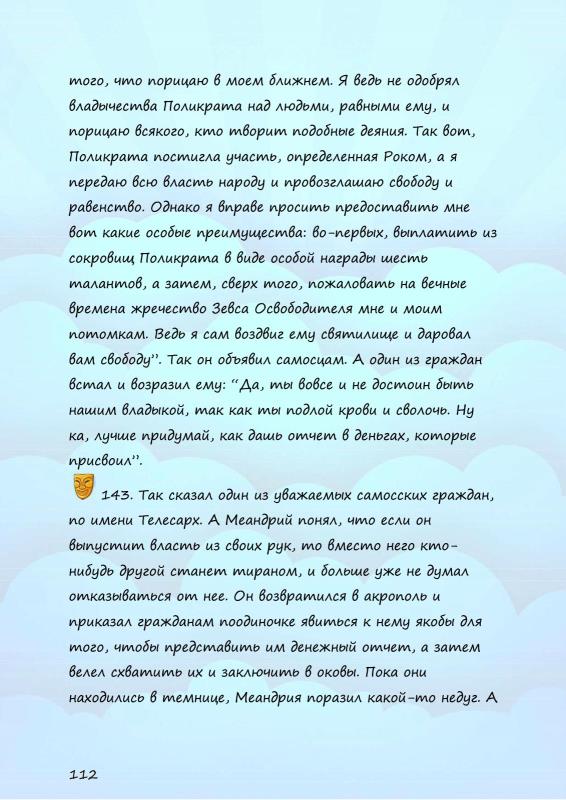 того, что порицаю в моем ближнем. Я ведь не одобрял
владычества Поликрата над людьми, равными ему, и
порицаю всякого, кто творит подобные деяния. Так вот,
Поликрата постигла участь, определенная Роком, а я
передаю всю власть народу и провозглашаю свободу и
равенство. Однако я вправе просить предоставить мне
вот какие особые преимущества: во-первых, выплатить из
сокровищ Поликрата в виде особой награды шесть
талантов, а затем, сверх того, пожаловать на вечные
времена жречество Зевса Освободителя мне и моим
потомкам. Ведь я сам воздвиг ему святилище и даровал
вам свободу”. Так он объявил самосцам. А один из граждан
встал и возразил ему: “Да, ты вовсе и не достоин быть
нашим владыкой, так как ты подлой крови и сволочь. Ну
ка, лучше придумай, как дашь отчет в деньгах, которые
присвоил”.
143. Так сказал один из уважаемых самосских граждан,
по имени Телесарх. А Меандрий понял, что если он
выпустит власть из своих рук, то вместо него кто-
нибудь другой станет тираном, и больше уже не думал
отказываться от нее. Он возвратился в акрополь и
приказал гражданам поодиночке явиться к нему якобы для
того, чтобы представить им денежный отчет, а затем
велел схватить их и заключить в оковы. Пока они
находились в темнице, Меандрия поразил какой-то недуг. А
112